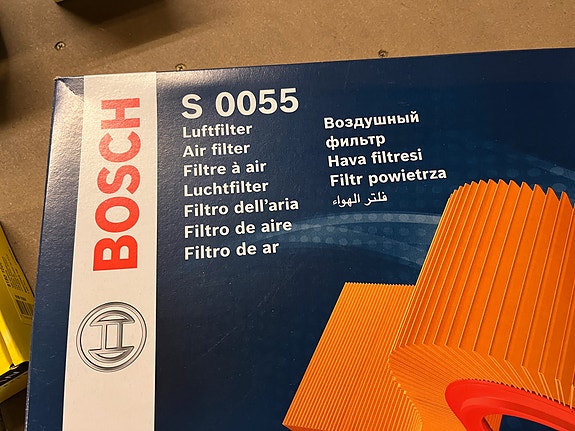 BOSCH
S 0055
Luftfilter
Air filter
Filtre à air
Luchtfilter
Filtro dell'aria
Filtro de aire
Filtro de ar
Воздушный
фильтр
Hava filtresi
Filtr powietrza
فلتر الهواء